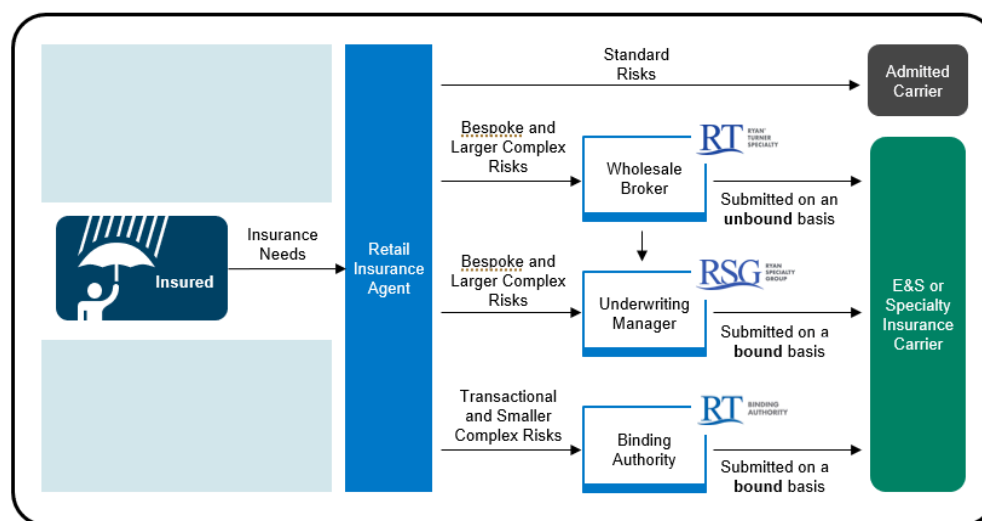 Standard
Risks
Admitted
Carrier
Bespoke and
Larger Complex
Risks
RT
RYAN
TURNER
SPECIALTY
Wholesale
Broker
Submitted on an
unbound basis
Insured
Insurance
Needs
Retail
Insurance
Agent
Bespoke and
Larger Complex
Risks
RSG
RYAN
SPECIALTY
GROUP
Underwriting
Manager
Submitted on a
bound basis
E&S or
Specialty
Insurance
Carrier
Transactional
and Smaller
Complex Risks
RT
BINDING
AUTHORITY
Binding
Authority
Submitted on a
bound basis